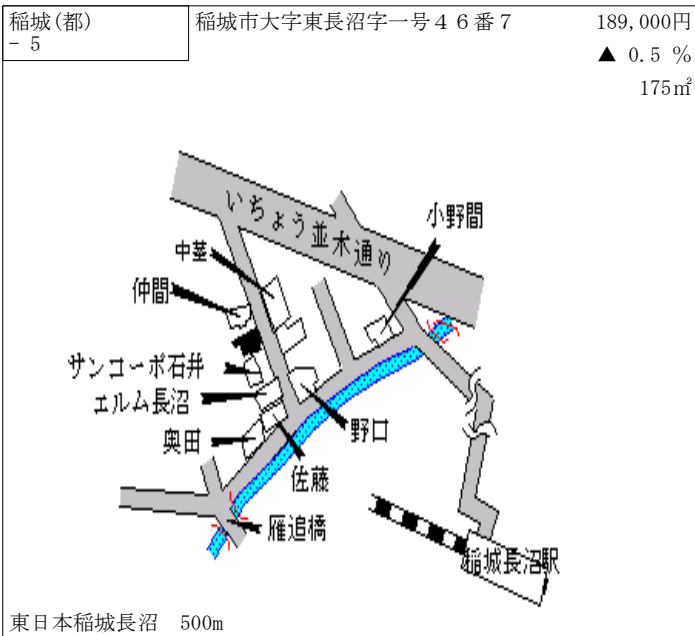 稲城(都)
－ 5
稲城市大字東長沼字一号４６番７
189,000円
▲ 0.5 %
175㎡
いちょう並木通り
小野間
中茎
仲間
サンコーポ石井
エルム長沼
奥田
野口
佐藤
雁追橋
稲城長沼駅
東日本稲城長沼　500m